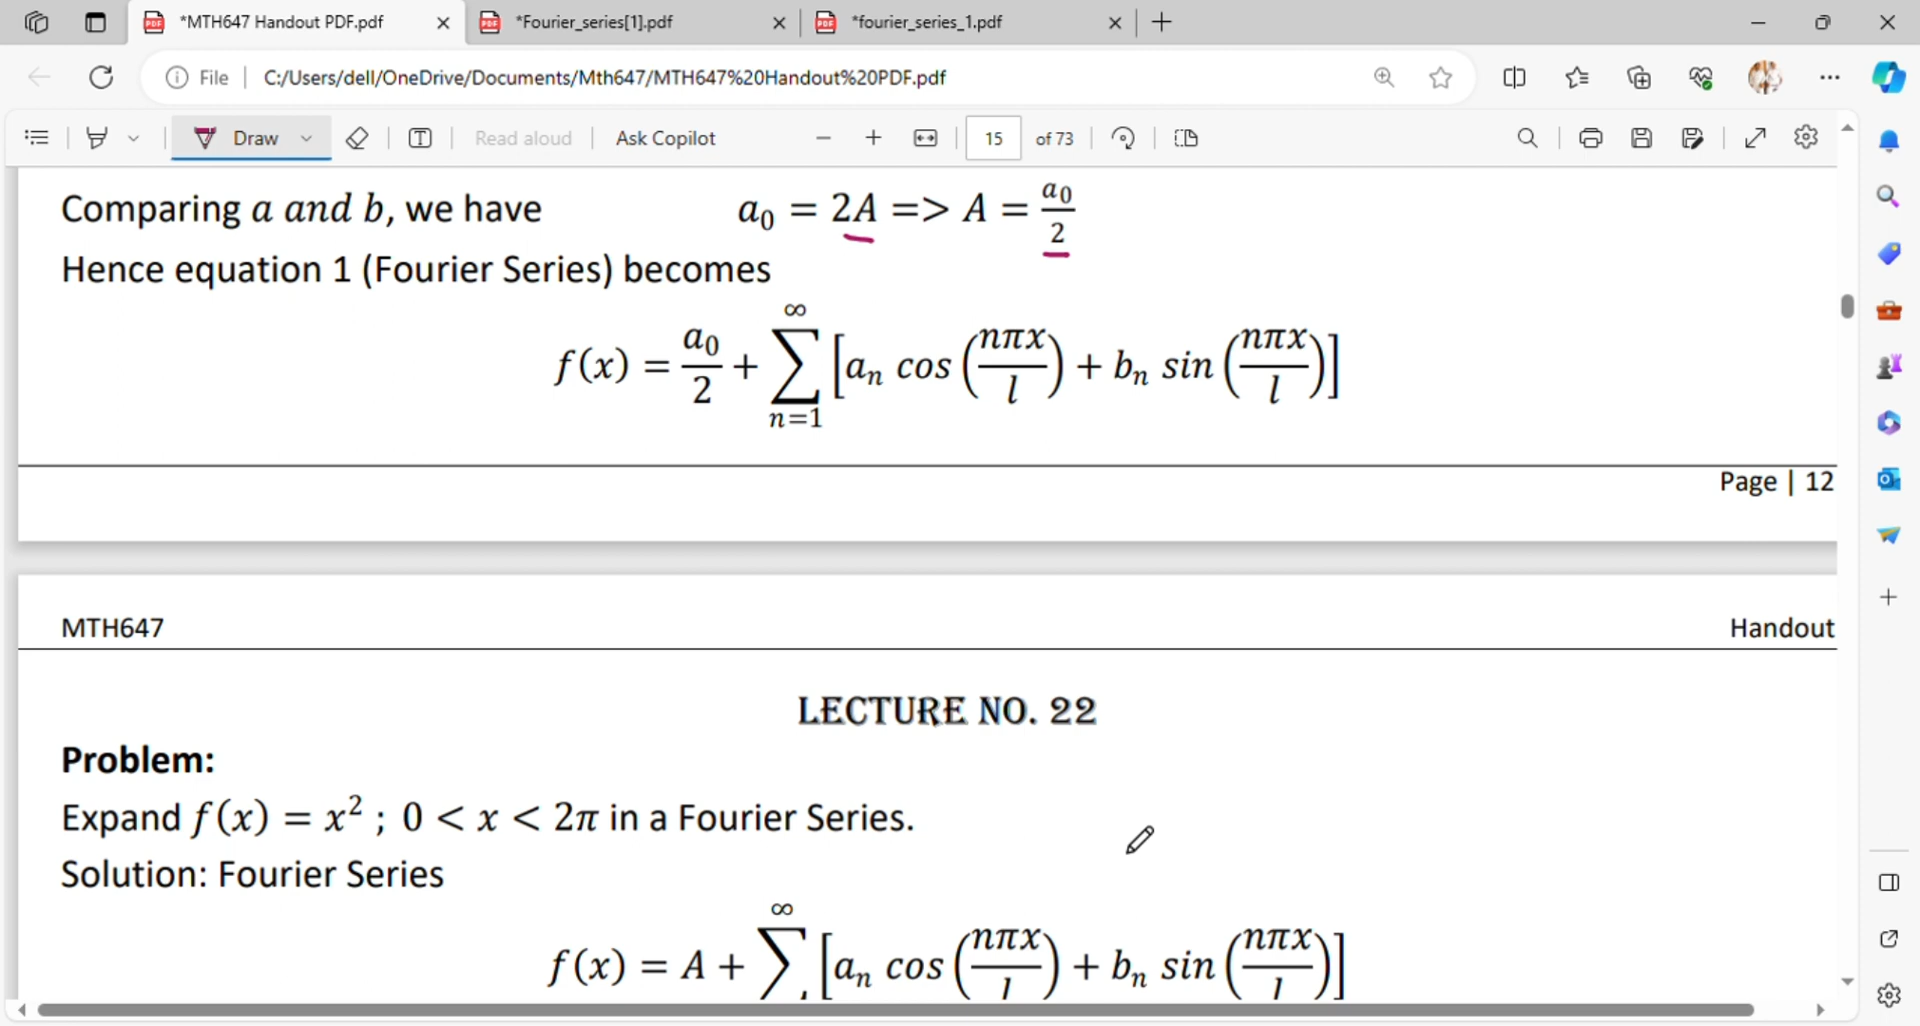 *MTH647 Handout PDF.pdf
*Fourier_series[1].pdf
*fourier_series_1.pdf
File
C:/Users/dell/OneDrive/Documents/Mth647/MTH647%20Handout%20PDF.pdf
Draw
Read aloud
Ask Copilot
15
of 73
Comparing a and b, we have a₀ = 2A => A = a₀/2
Hence equation 1 (Fourier Series) becomes
f(x) = a₀/2 + ∑_{n=1}^{∞} [aₙ cos (nπx/l) + bₙ sin (nπx/l)]
Page | 12
MTH647 Handout
LECTURE NO. 22
Problem:
Expand f(x) = x² ; 0 < x < 2π in a Fourier Series.
Solution: Fourier Series
f(x) = A + ∑^{∞} [aₙ cos (nπx/l) + bₙ sin (nπx/l)]